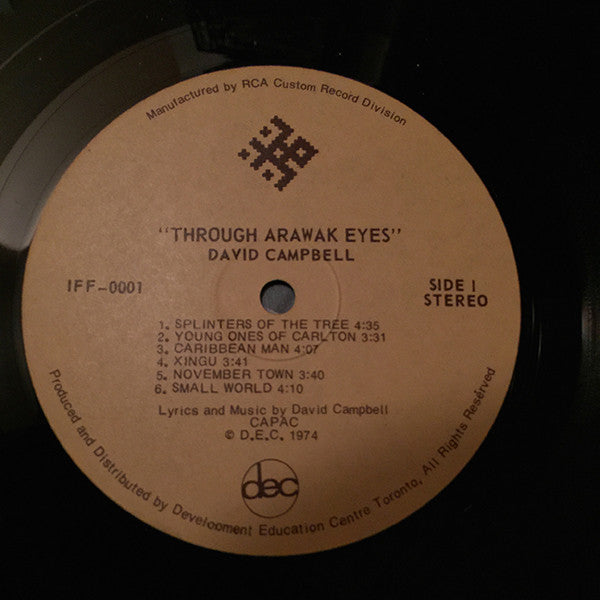 Manufactured by RCA Custom Record Division
"THROUGH ARAWAK EYES"
DAVID CAMPBELL
IFF-0001
SIDE 1
STEREO
1. SPLINTERS OF THE TREE 4:35
2. YOUNG ONES OF CARLTON 3:31
3. CARIBBEAN MAN 4:07
4. XINGU 3:41
5. NOVEMBER TOWN 3:40
6. SMALL WORLD 4:10
Lyrics and Music by David Campbell
CAPAC
© D.E.C. 1974
dec
Produced and Distributed by Development Education Centre Toronto, All Rights Reserved